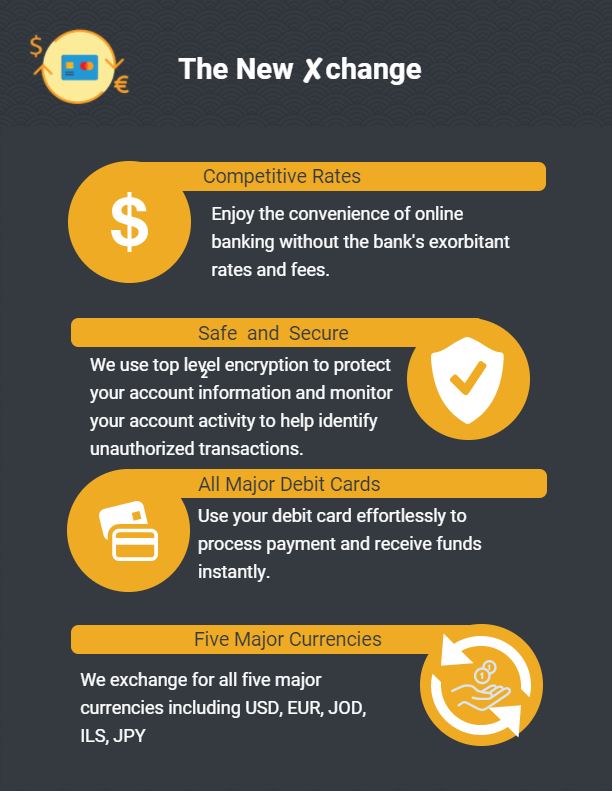 $
€
The New Xchange
Competitive Rates
$
Enjoy the convenience of online
banking without the bank's exorbitant
rates and fees.
Safe and Secure
We use top level encryption to protect
2
your account information and monitor
your account activity to help identify
unauthorized transactions.
All Major Debit Cards
Use your debit card effortlessly to
process payment and receive funds
instantly.
Five Major Currencies
We exchange for all five major
currencies including USD, EUR, JOD,
ILS, JPY
1
1